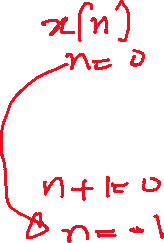 x(n)
n = 0
n + 1 = 0
n = -1